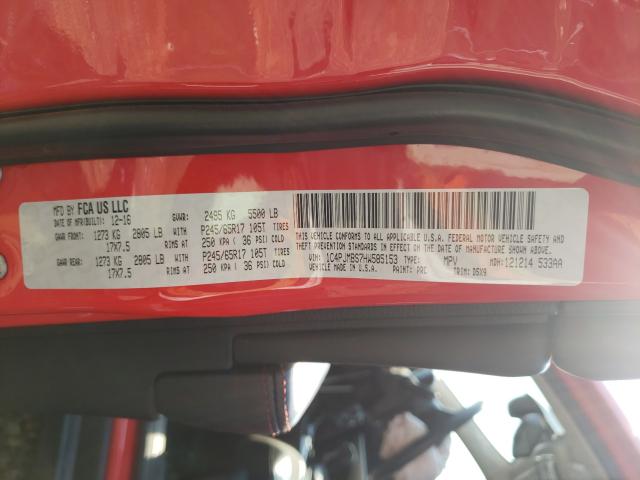 MFD BY FCA US LLC
DATE OF MFR(BUILT): 12-16 GVWR: 2495 KG 5500 LB
GAWR FRONT: 1273 KG 2805 LB WITH P245/65R17 105T TIRES
17X7.5 RIMS AT 250 KPA ( 36 PSI) COLD
GAWR REAR: 1273 KG 2805 LB WITH P245/65R17 105T TIRES
17X7.5 RIMS AT 250 KPA ( 36 PSI) COLD
THIS VEHICLE CONFORMS TO ALL APPLICABLE U.S.A. FEDERAL MOTOR VEHICLE SAFETY AND
THEFT PREVENTION STANDARDS IN EFFECT ON THE DATE OF MANUFACTURE SHOWN ABOVE.
VIN: 1C4PJMBS7HW585153 TYPE: MPV MDH: 121214 533AA
PAINT: PRC TRIM: D5X9